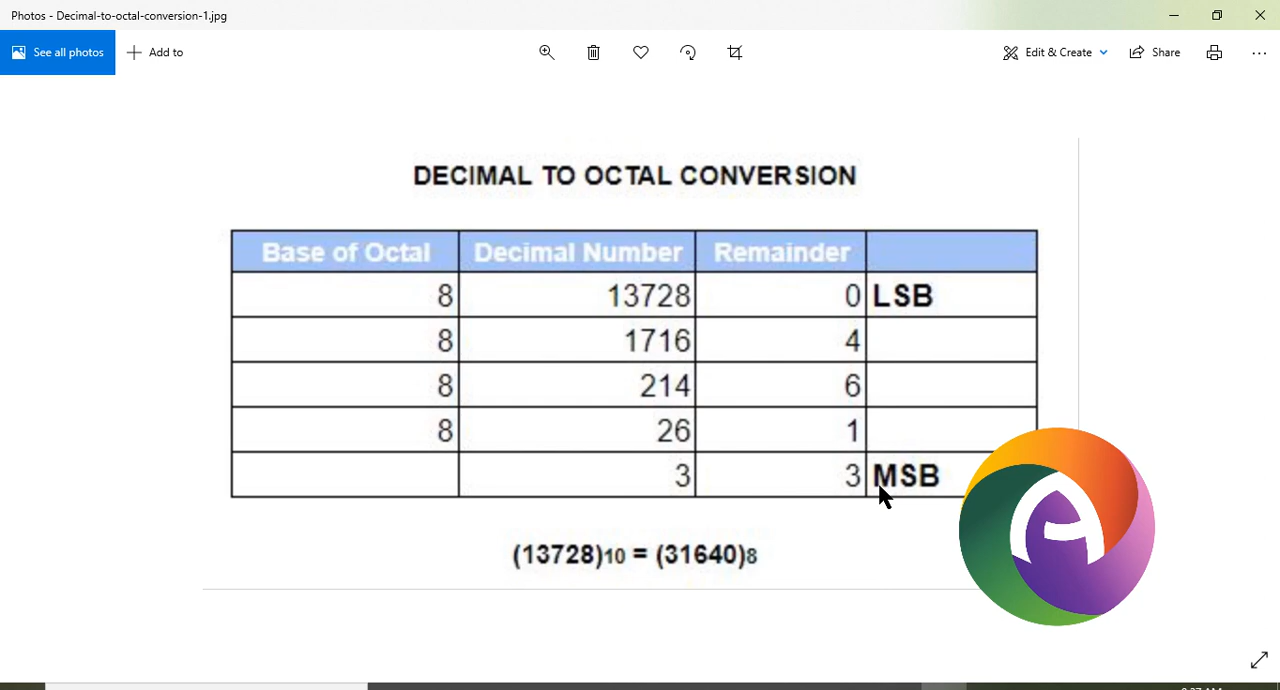 Photos - Decimal-to-octal-conversion-1.jpg
See all photos
Add to
Edit & Create
Share
DECIMAL TO OCTAL CONVERSION
Base of Octal Decimal Number Remainder
8 13728 0 LSB
8 1716 4
8 214 6
8 26 1
3 3 MSB
(13728)10 = (31640)8